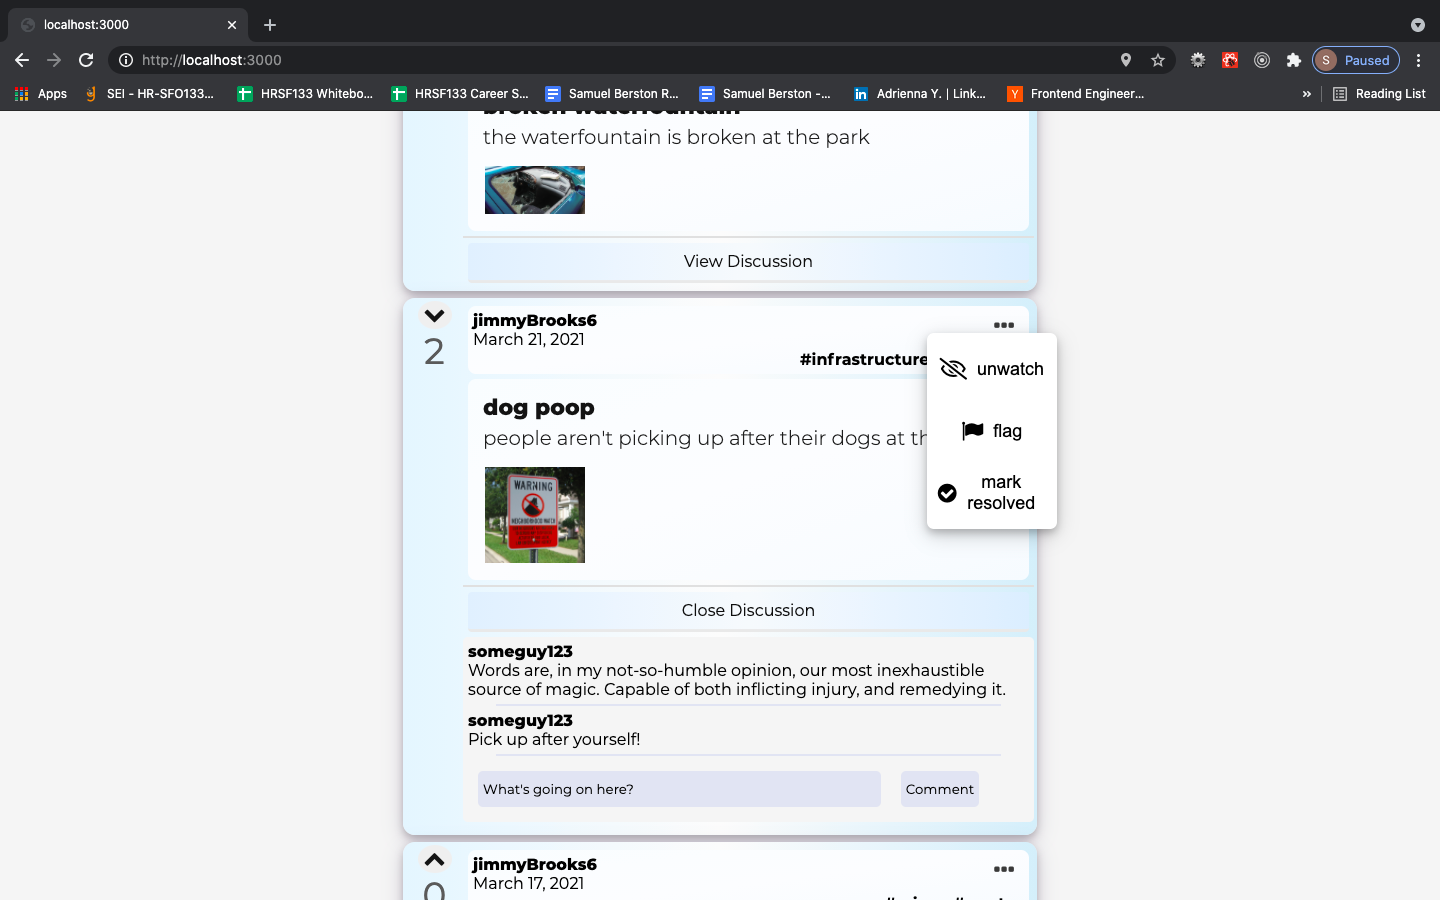 localhost:3000
http://localhost:3000
S Paused
Apps
SEI - HR-SFO133...
HRSF133 Whitebo...
HRSF133 Career S...
Samuel Berston R...
Samuel Berston -...
Adrienna Y. | Link...
Frontend Engineer...
»
Reading List
broken waterfountain
the waterfountain is broken at the park
View Discussion
2
jimmyBrooks6
March 21, 2021
#infrastructure
unwatch
flag
mark
resolved
dog poop
people aren't picking up after their dogs at th
WARNING
NEIGHBORHOOD WATCH
Close Discussion
someguy123
Words are, in my not-so-humble opinion, our most inexhaustible
source of magic. Capable of both inflicting injury, and remedying it.
someguy123
Pick up after yourself!
What's going on here?
Comment
0
jimmyBrooks6
March 17, 2021